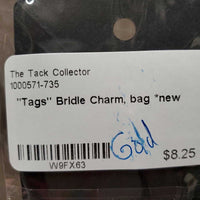 The Tack Collector
1000571-735
"Tags" Bridle Charm, bag *new
Gold
$8.25
W9FX63